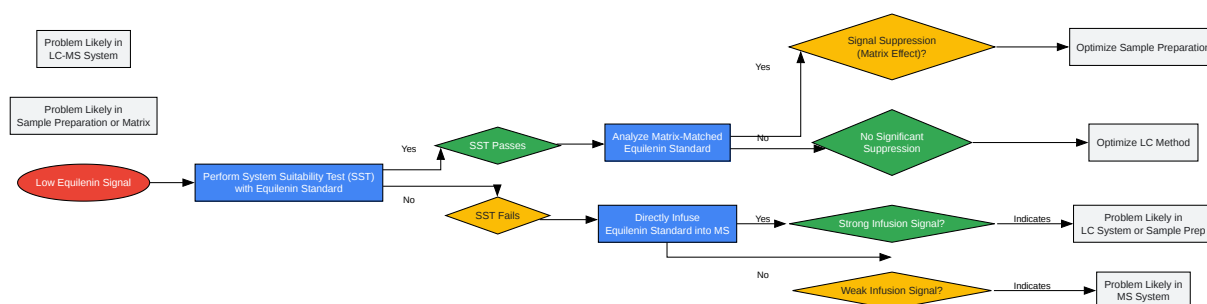 Problem Likely in
LC-MS System
Problem Likely in
Sample Preparation or Matrix
Low Equilenin Signal
Perform System Suitability Test (SST)
with Equilenin Standard
Yes
No
SST Passes
SST Fails
Analyze Matrix-Matched
Equilenin Standard
Directly Infuse
Equilenin Standard into MS
Yes
No
Yes
No
Signal Suppression
(Matrix Effect)?
No Significant
Suppression
Strong Infusion Signal?
Weak Infusion Signal?
Indicates
Indicates
Optimize Sample Preparation
Optimize LC Method
Problem Likely in
LC System or Sample Prep
Problem Likely in
MS System